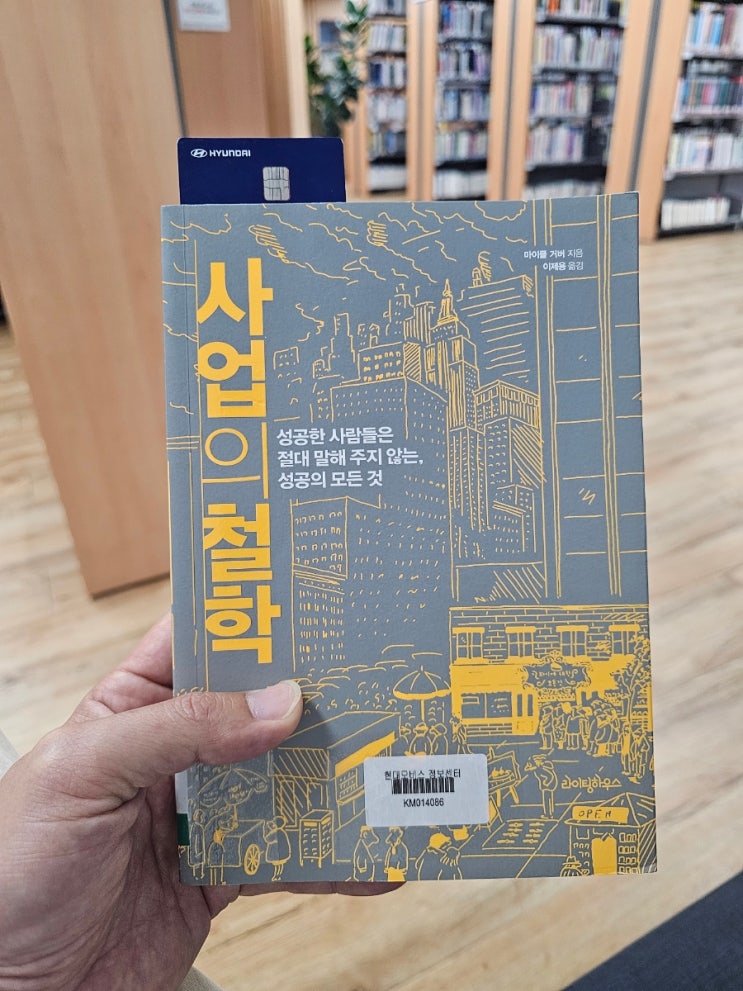 HYUNDAI
마이클 거버 지음
이제용 옮김
사업의 철학
성공한 사람들은
절대 말해 주지 않는,
성공의 모든 것
현대모비스 정보센터
KM014086
라이팅하우스
OPEN